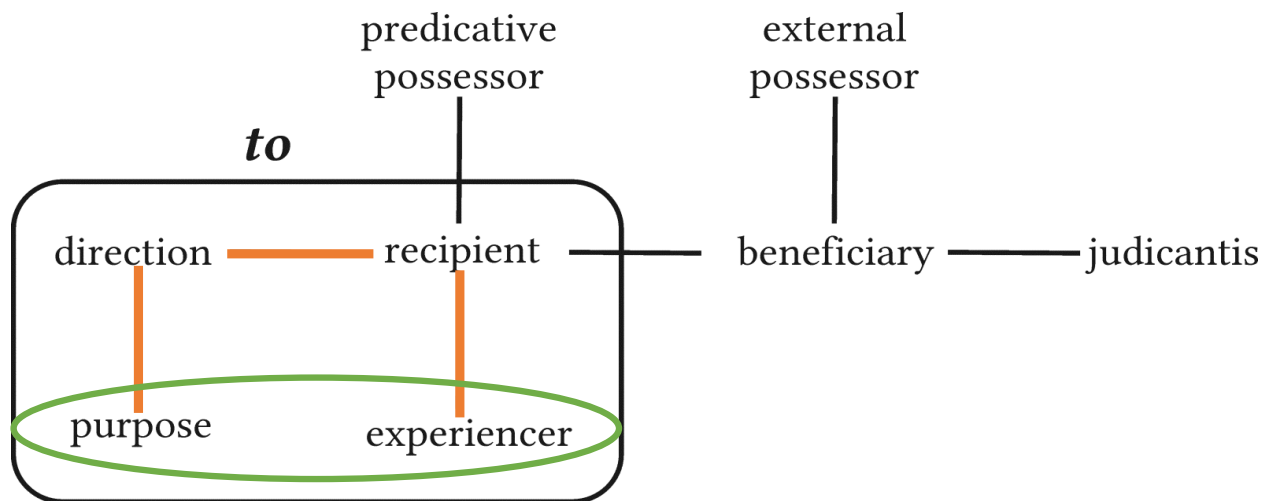 predicative
possessor
external
possessor
to
direction
recipient
beneficiary
judicantis
purpose
experiencer